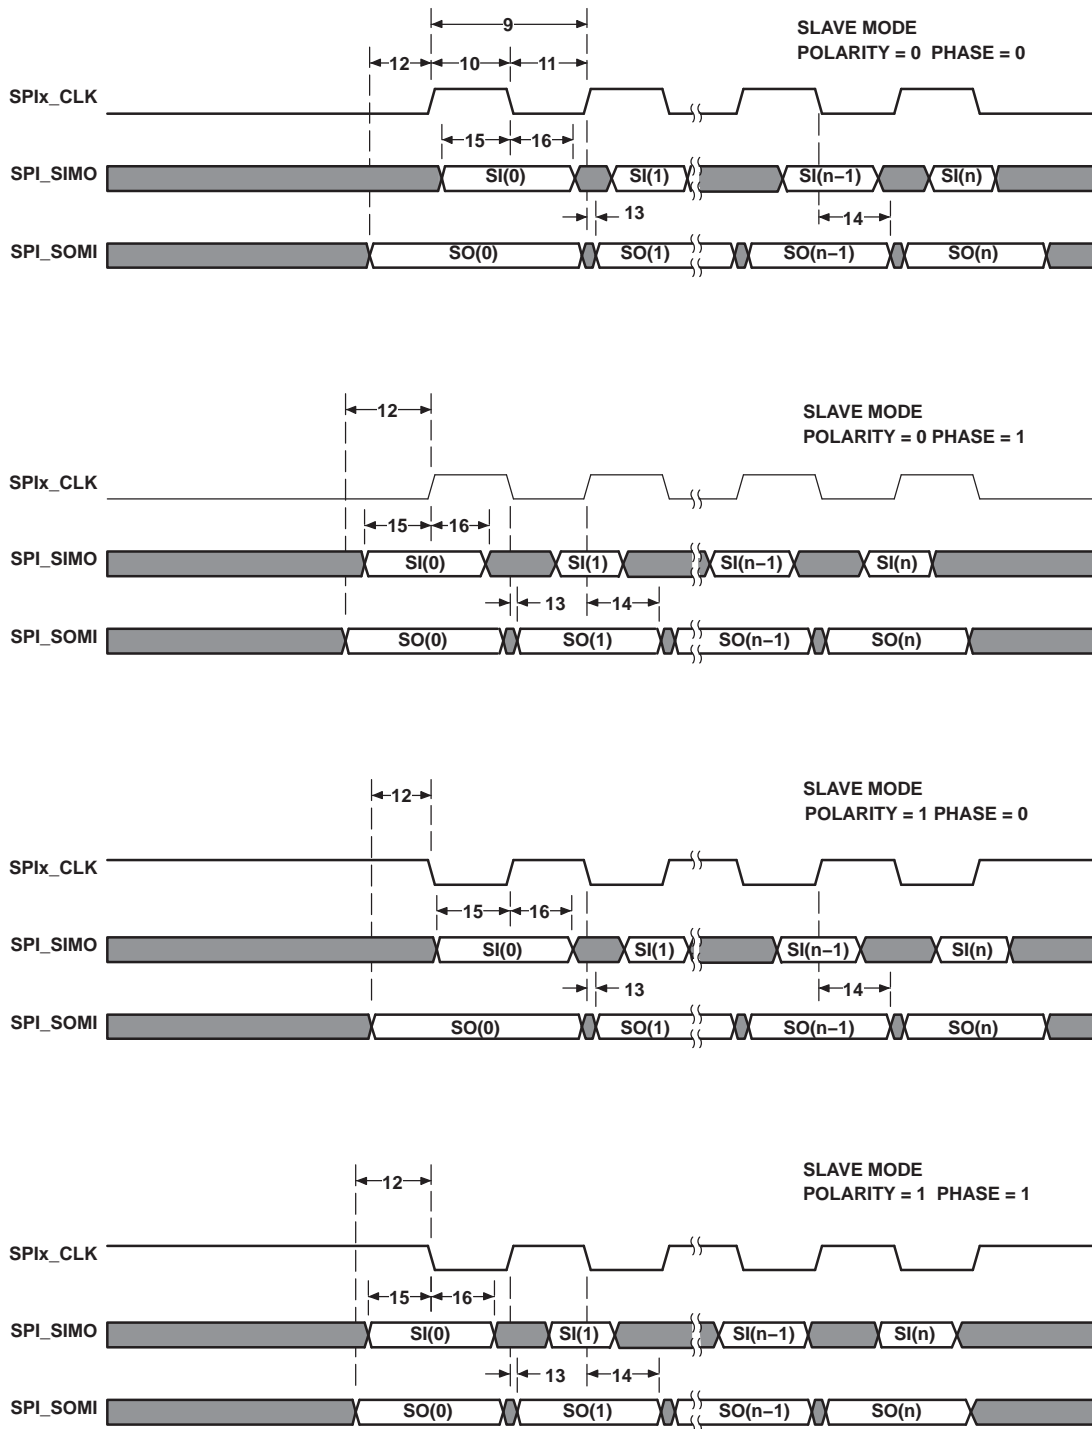 9
SLAVE MODE
POLARITY = 0 PHASE = 0
12 10 11
SPIx_CLK
15 16
SPI_SIMO SI(0) SI(1) SI(n−1) SI(n)
13 14
SPI_SOMI SO(0) SO(1) SO(n−1) SO(n)
12
SLAVE MODE
POLARITY = 0 PHASE = 1
SPIx_CLK
15 16
SPI_SIMO SI(0) SI(1) SI(n−1) SI(n)
13 14
SPI_SOMI SO(0) SO(1) SO(n−1) SO(n)
12
SLAVE MODE
POLARITY = 1 PHASE = 0
SPIx_CLK
15 16
SPI_SIMO SI(0) SI(1) SI(n−1) SI(n)
13 14
SPI_SOMI SO(0) SO(1) SO(n−1) SO(n)
12
SLAVE MODE
POLARITY = 1 PHASE = 1
SPIx_CLK
15 16
SPI_SIMO SI(0) SI(1) SI(n−1) SI(n)
13 14
SPI_SOMI SO(0) SO(1) SO(n−1) SO(n)